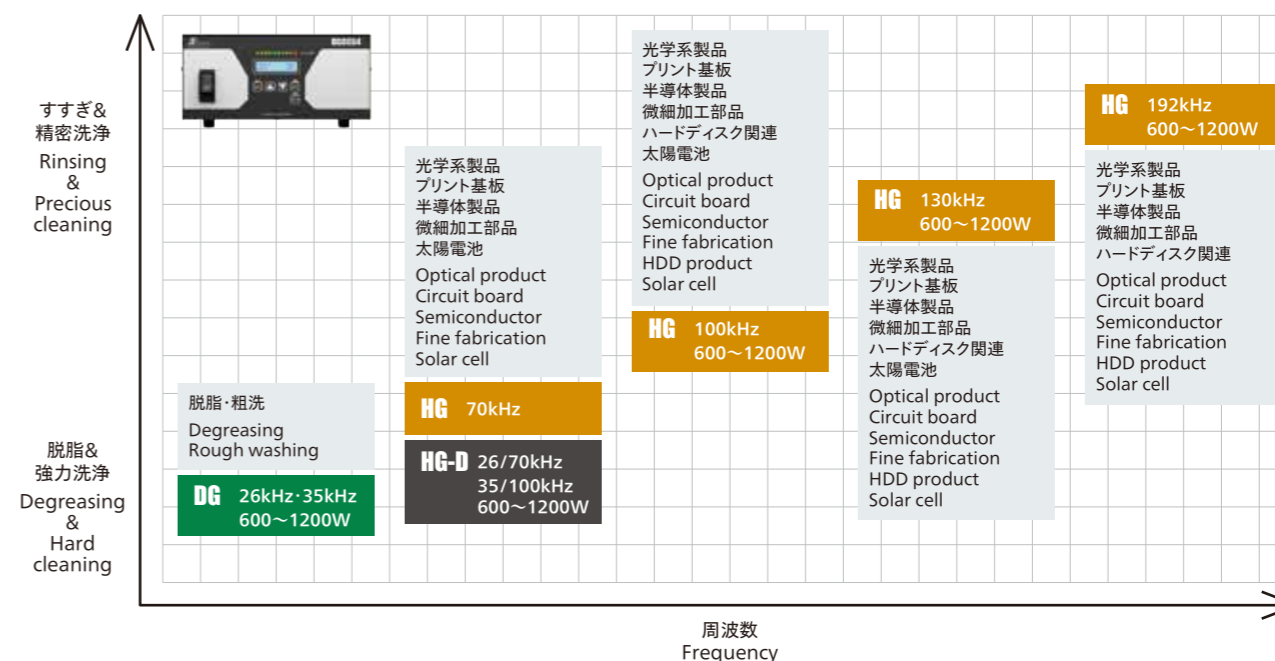 すすぎ&
精密洗浄
Rinsing
&
Precious
cleaning
脱脂&
強力洗浄
Degreasing
&
Hard
cleaning
脱脂・粗洗
Degreasing
Rough washing
DG 26kHz・35kHz
600～1200W
光学系製品
プリント基板
半導体製品
微細加工部品
太陽電池
Optical product
Circuit board
Semiconductor
Fine fabrication
Solar cell
HG 70kHz
HG-D 26/70kHz
35/100kHz
600～1200W
光学系製品
プリント基板
半導体製品
微細加工部品
ハードディスク関連
太陽電池
Optical product
Circuit board
Semiconductor
Fine fabrication
HDD product
Solar cell
HG 100kHz
600～1200W
HG 130kHz
600～1200W
光学系製品
プリント基板
半導体製品
微細加工部品
ハードディスク関連
太陽電池
Optical product
Circuit board
Semiconductor
Fine fabrication
HDD product
Solar cell
HG 192kHz
600～1200W
光学系製品
プリント基板
半導体製品
微細加工部品
ハードディスク関連
Optical product
Circuit board
Semiconductor
Fine fabrication
HDD product
Solar cell
周波数
Frequency